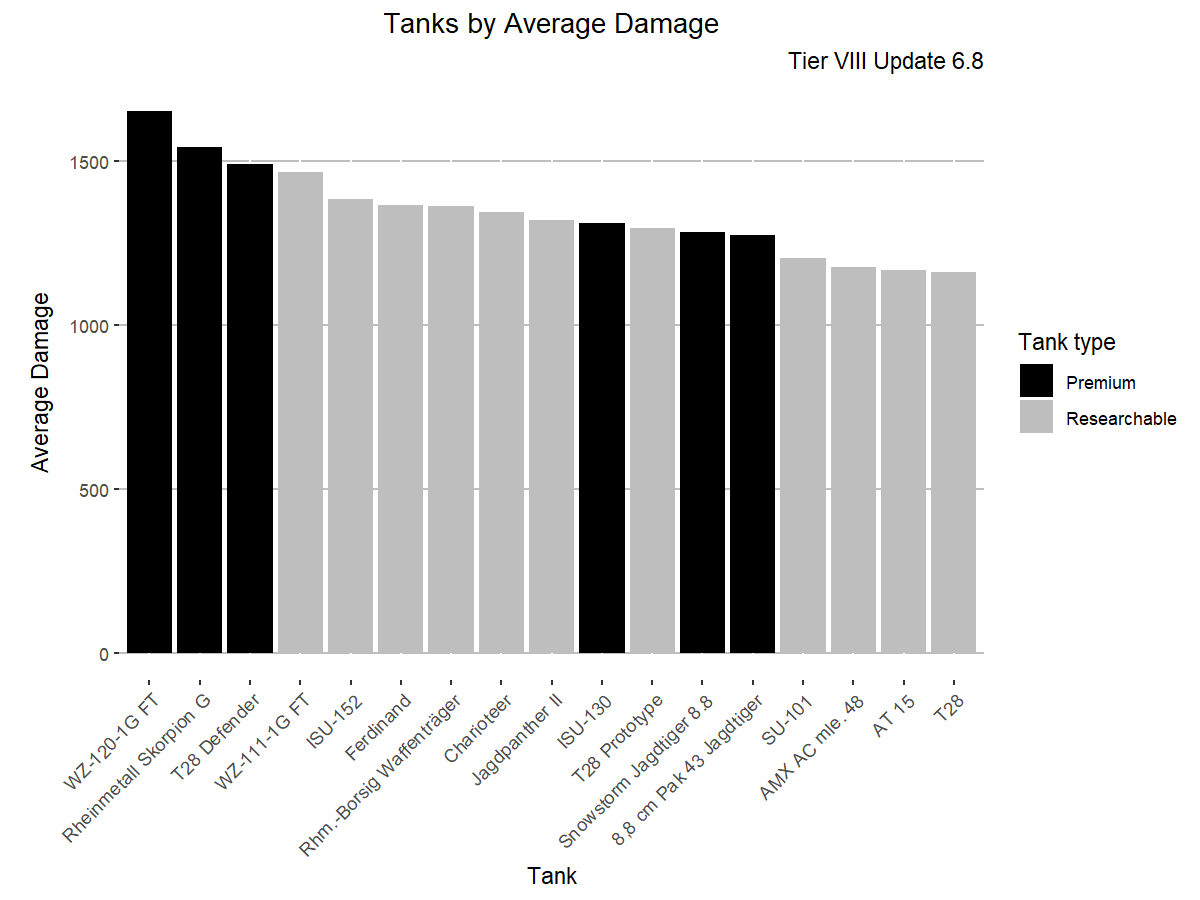 Tanks by Average Damage
Tier VIII Update 6.8
Average Damage
1500
1000
500
0
WZ-120-1G FT
Rheinmetall Skorpion G
T28 Defender
WZ-111-1G FT
ISU-152
Ferdinand
Rhm.-Borsig Waffenträger
Charioteer
Jagdpanther II
ISU-130
T28 Prototype
Snowstorm Jagdtiger 8.8
8,8 cm Pak 43 Jagdtiger
SU-101
AMX AC mle. 48
AT 15
T28
Tank
Tank type
Premium
Researchable